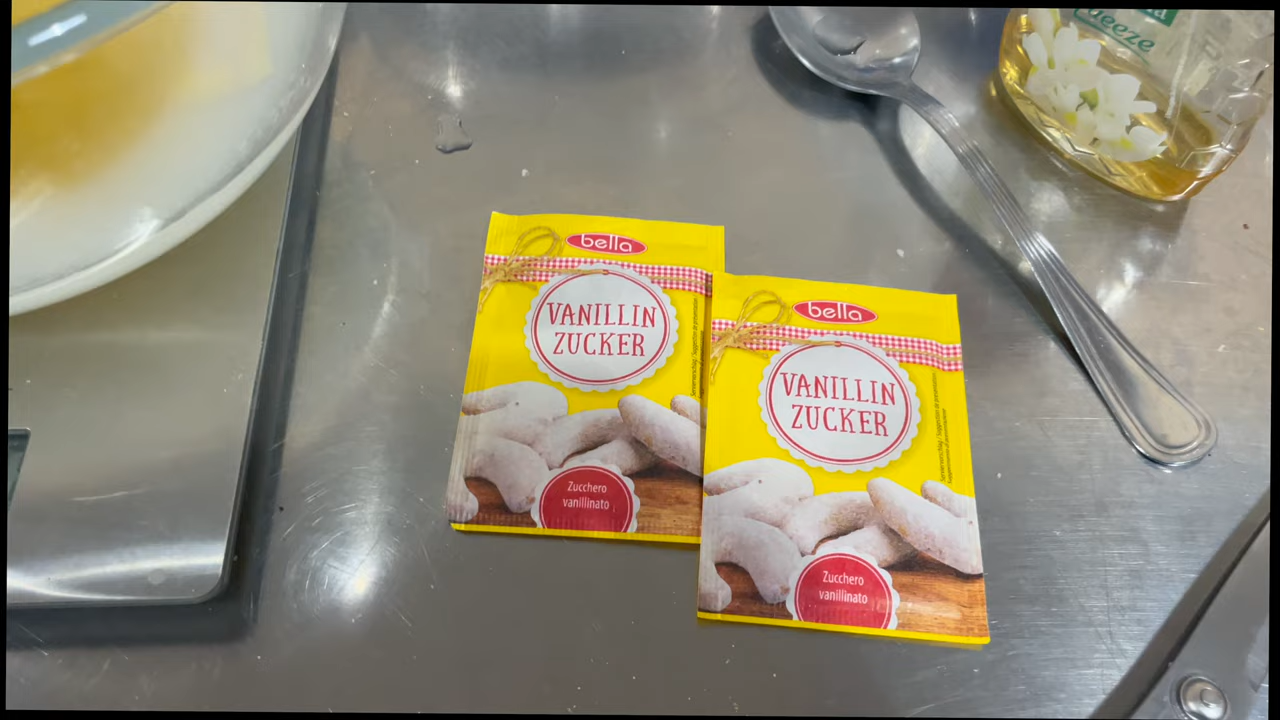 bella
VANILLIN
ZUCKER
Zucchero
vanillinato
bella
VANILLIN
ZUCKER
Zucchero
vanillinato